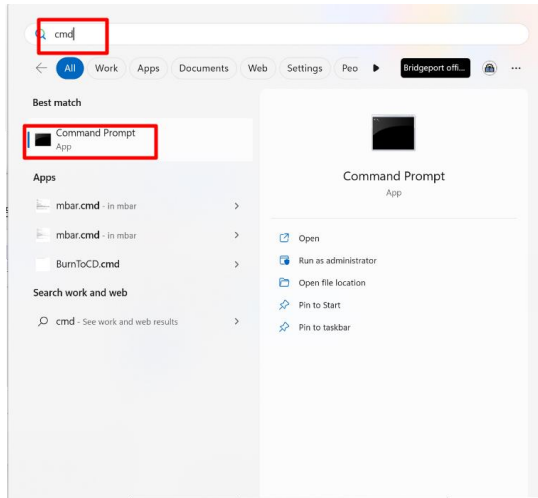 cmd
All Work Apps Documents Web Settings Peo Bridgeport offi... ...
Best match
Command Prompt
App
Apps
mbar.cmd - in mbar
mbar.cmd - in mbar
BurnToCD.cmd
Search work and web
cmd - See work and web results
Command Prompt
App
Open
Run as administrator
Open file location
Pin to Start
Pin to taskbar